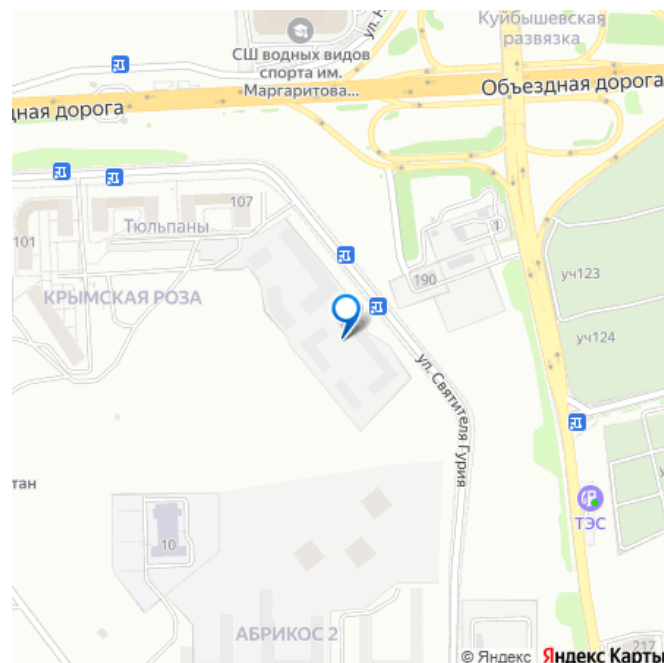 Куйбышевская
развязка
ул. Н
СШ водных видов
спорта им.
Маргаритова...
Объездная дорога
дная дорога
107
Тюльпаны
101
1
190
уч123
КРЫМСКАЯ РОЗА
уч124
ул. Святителя Гурия
тан
ТЭС
10
АБРИКОС 2
217
© Яндекс Яндекс Карты